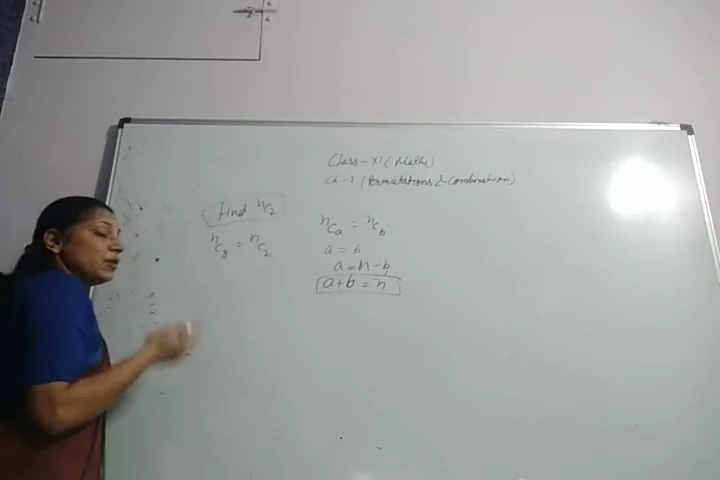 Class-XI (Maths)
Ch-7 (Permutations & Combination)
find ⁿC₂
ⁿC₈ = ⁿC₂
ⁿCₐ = ⁿC_b
a = b
a = n - b
a+b = n